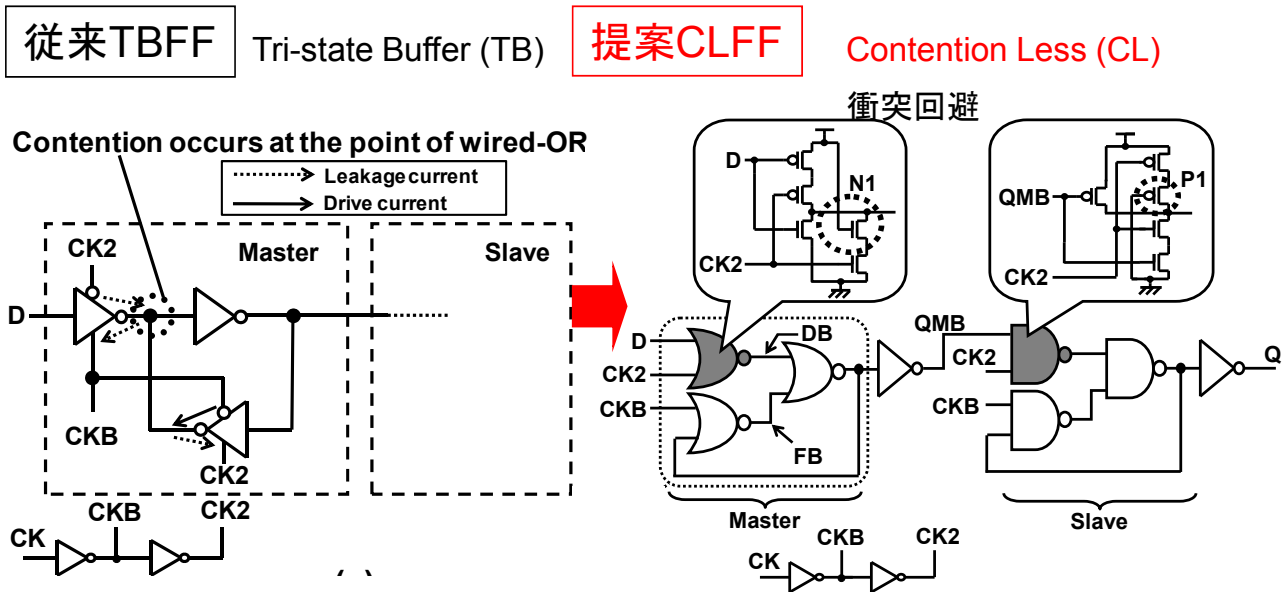 従来TBFF Tri-state Buffer (TB) 提案CLFF Contention Less (CL)
衝突回避
Contention occurs at the point of wired-OR
Leakage current
Drive current
CK2
Master
Slave
D
CKB
CK2
CK
CKB
CK2
D
N1
CK2
QMB
P1
CK2
D
CK2
CKB
DB
FB
QMB
CK2
CKB
Q
Master
Slave
CK
CKB
CK2